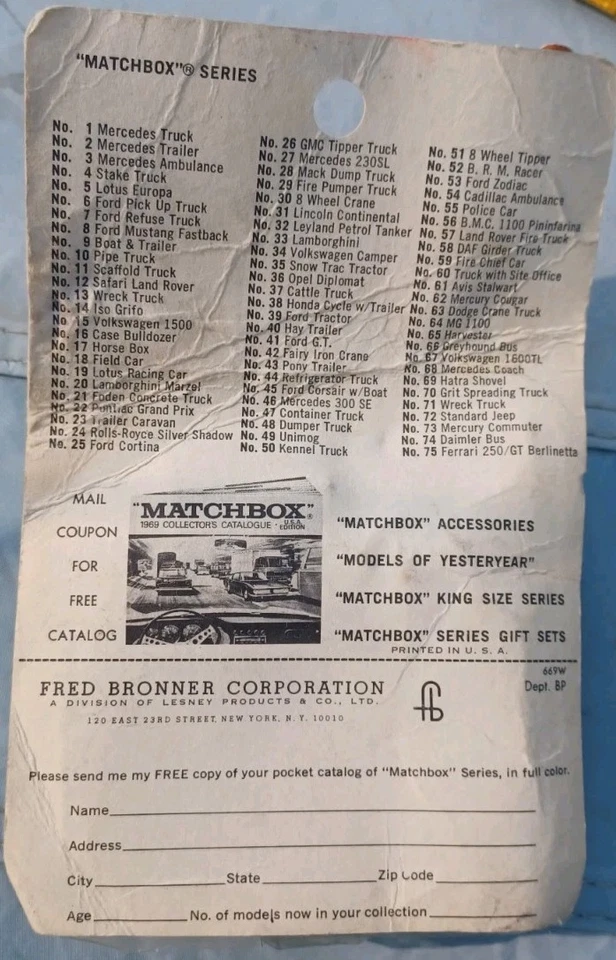 "MATCHBOX"® SERIES
No. 1 Mercedes Truck
No. 2 Mercedes Trailer
No. 3 Mercedes Ambulance
No. 4 Stake Truck
No. 5 Lotus Europa
No. 6 Ford Pick Up Truck
No. 7 Ford Refuse Truck
No. 8 Ford Mustang Fastback
No. 9 Boat & Trailer
No. 10 Pipe Truck
No. 11 Scaffold Truck
No. 12 Safari Land Rover
No. 13 Wreck Truck
No. 14 Iso Grifo
No 15 Volkswagen 1500
No. 16 Case Bulldozer
No. 17 Horse Box
No. 18 Field Car
No. 19 Lotus Racing Car
No. 20 Lamborghini Marzel
No. 21 Foden Concrete Truck
No. 22 Pontiac Grand Prix
No. 23 Trailer Caravan
No. 24 Rolls-Royce Silver Shadow
No. 25 Ford Cortina
No. 26 GMC Tipper Truck
No. 27 Mercedes 230SL
No. 28 Mack Dump Truck
No. 29 Fire Pumper Truck
No. 30 8 Wheel Crane
No. 31 Lincoln Continental
No. 32 Leyland Petrol Tanker
No. 33 Lamborghini
No. 34 Volkswagen Camper
No. 35 Snow Trac Tractor
No. 36 Opel Diplomat
No. 37 Cattle Truck
No. 38 Honda Cycle w/Trailer
No. 39 Ford Tractor
No. 40 Hay Trailer
No. 41 Ford G.T.
No. 42 Fairy Iron Crane
No. 43 Pony Trailer
No. 44 Refrigerator Truck
No. 45 Ford Corsair w/Boat
No. 46 Mercedes 300 SE
No. 47 Container Truck
No. 48 Dumper Truck
No. 49 Unimog
No. 50 Kennel Truck
No. 51 8 Wheel Tipper
No. 52 B. R. M. Racer
No. 53 Ford Zodiac
No. 54 Cadillac Ambulance
No. 55 Police Car
No. 56 B.M.C. 1100 Pininfarina
No. 57 Land Rover Fire Truck
No. 58 DAF Girder Truck
No. 59 Fire Chief Car
No. 60 Truck with Site Office
No. 61 Avis Stalwart
No. 62 Mercury Cougar
No. 63 Dodge Crane Truck
No. 64 MG 1100
No. 65 Harvester
No. 66 Greyhound Bus
No. 67 Volkswagen 1600TL
No. 68 Mercedes Coach
No. 69 Hatra Shovel
No. 70 Grit Spreading Truck
No. 71 Wreck Truck
No. 72 Standard Jeep
No. 73 Mercury Commuter
No. 74 Daimler Bus
No. 75 Ferrari 250/GT Berlinetta
MAIL
COUPON
FOR
FREE
CATALOG
"MATCHBOX"®
1969 COLLECTOR'S CATALOGUE · U.S.A. EDITION
"MATCHBOX" ACCESSORIES
"MODELS OF YESTERYEAR"
"MATCHBOX" KING SIZE SERIES
"MATCHBOX" SERIES GIFT SETS
PRINTED IN U. S. A.
669W
Dept. BP
FRED BRONNER CORPORATION
A DIVISION OF LESNEY PRODUCTS & CO., LTD.
120 EAST 23RD STREET, NEW YORK, N. Y. 10010
Please send me my FREE copy of your pocket catalog of "Matchbox" Series, in full color.
Name
Address
City State Zip Code
Age No. of models now in your collection